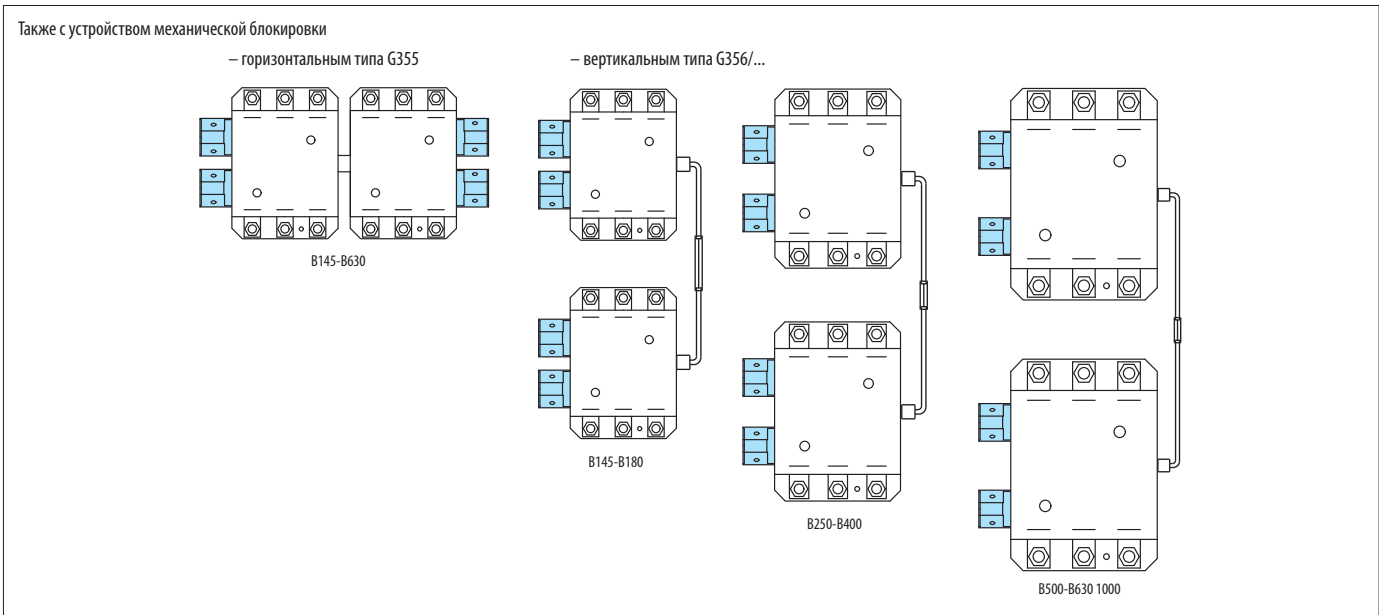 Также с устройством механической блокировки
– горизонтальным типа G355
– вертикальным типа G356/...
B145-B630
B145-B180
B250-B400
B500-B630 1000